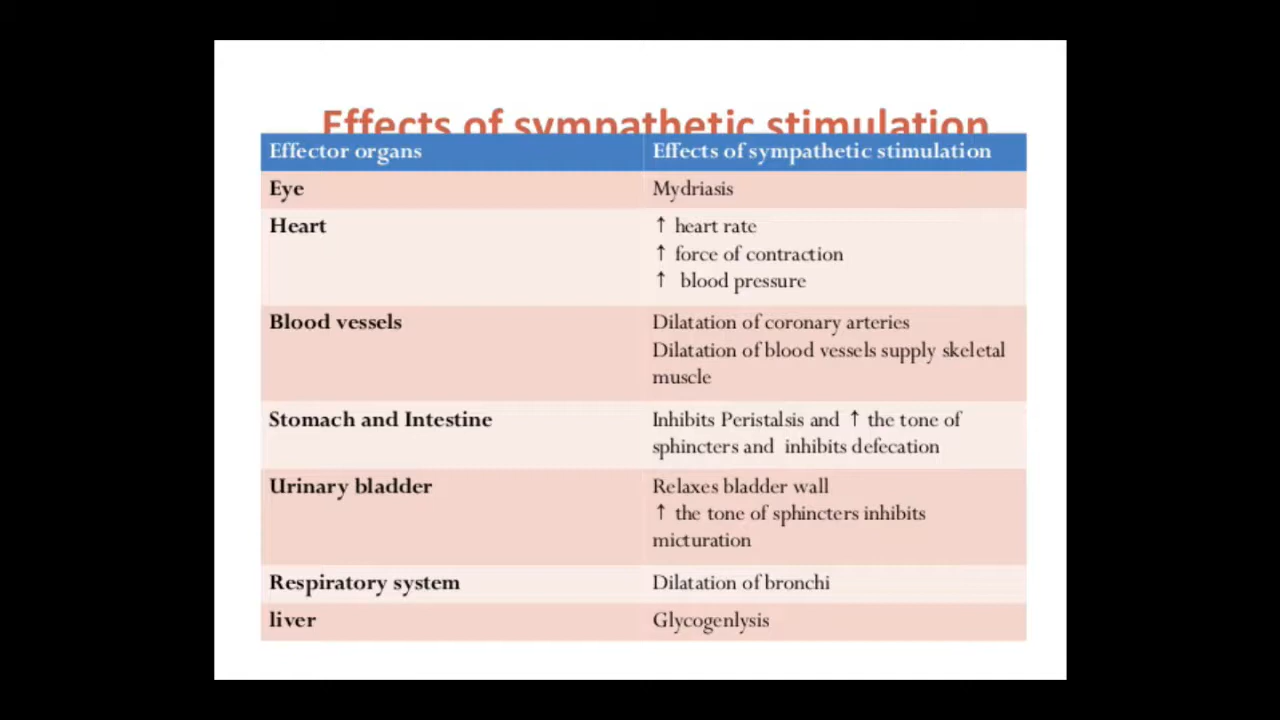 Effects of sympathetic stimulation
Effector organs Effects of sympathetic stimulation
Eye Mydriasis
Heart ↑ heart rate
↑ force of contraction
↑ blood pressure
Blood vessels Dilatation of coronary arteries
Dilatation of blood vessels supply skeletal
muscle
Stomach and Intestine Inhibits Peristalsis and ↑ the tone of
sphincters and inhibits defecation
Urinary bladder Relaxes bladder wall
↑ the tone of sphincters inhibits
micturation
Respiratory system Dilatation of bronchi
liver Glycogenlysis